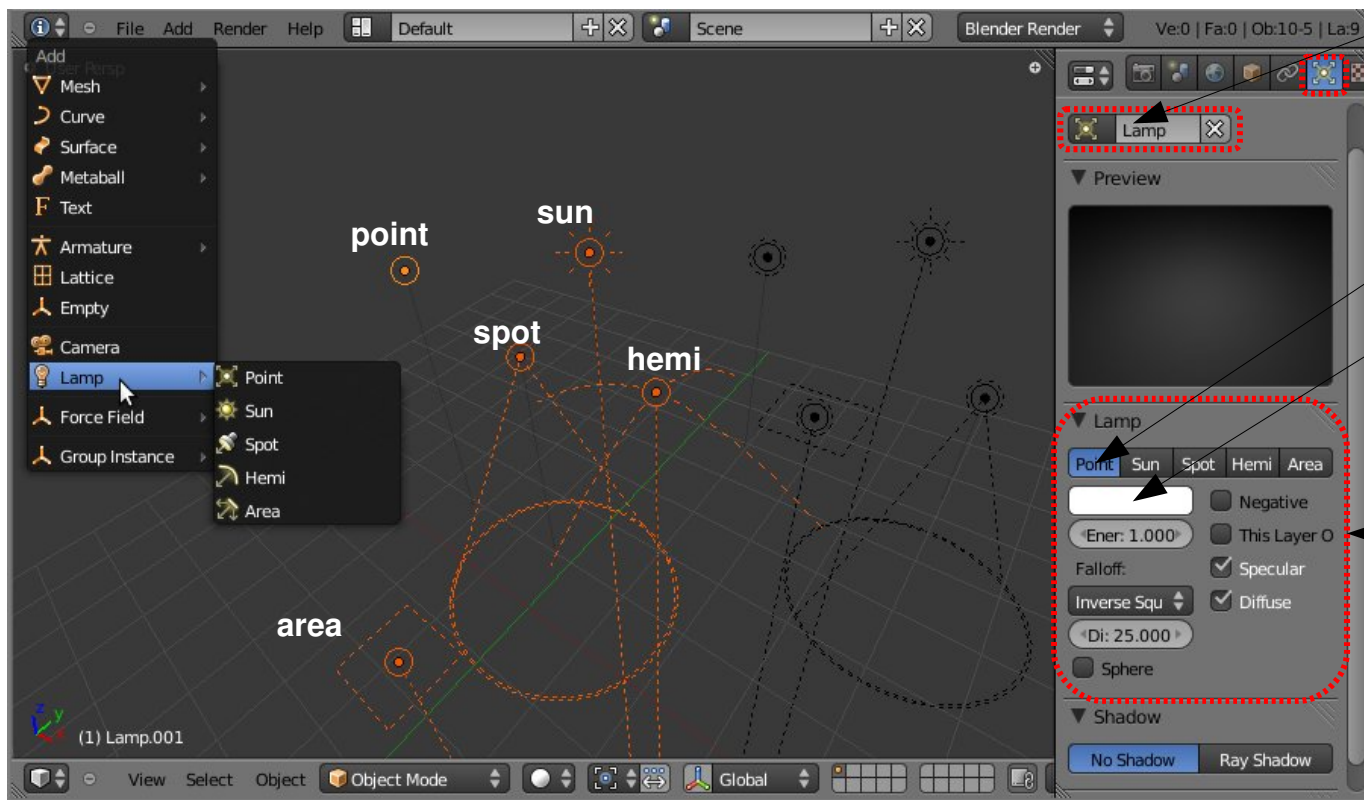 File Add Render Help Default Scene Blender Render Ve:0 | Fa:0 | Ob:10-5 | La:9
Add
User Persp
Mesh
Curve
Surface
Metaball
Text
Armature
Lattice
Empty
Camera
Lamp
Force Field
Group Instance
Point
Sun
Spot
Hemi
Area
point
sun
spot
hemi
area
z y
x
(1) Lamp.001
View Select Object Object Mode Global
Lamp
Preview
Lamp
Point Sun Spot Hemi Area
Negative
Ener: 1.000 This Layer O
Falloff: Specular
Inverse Squ Diffuse
Di: 25.000
Sphere
Shadow
No Shadow Ray Shadow